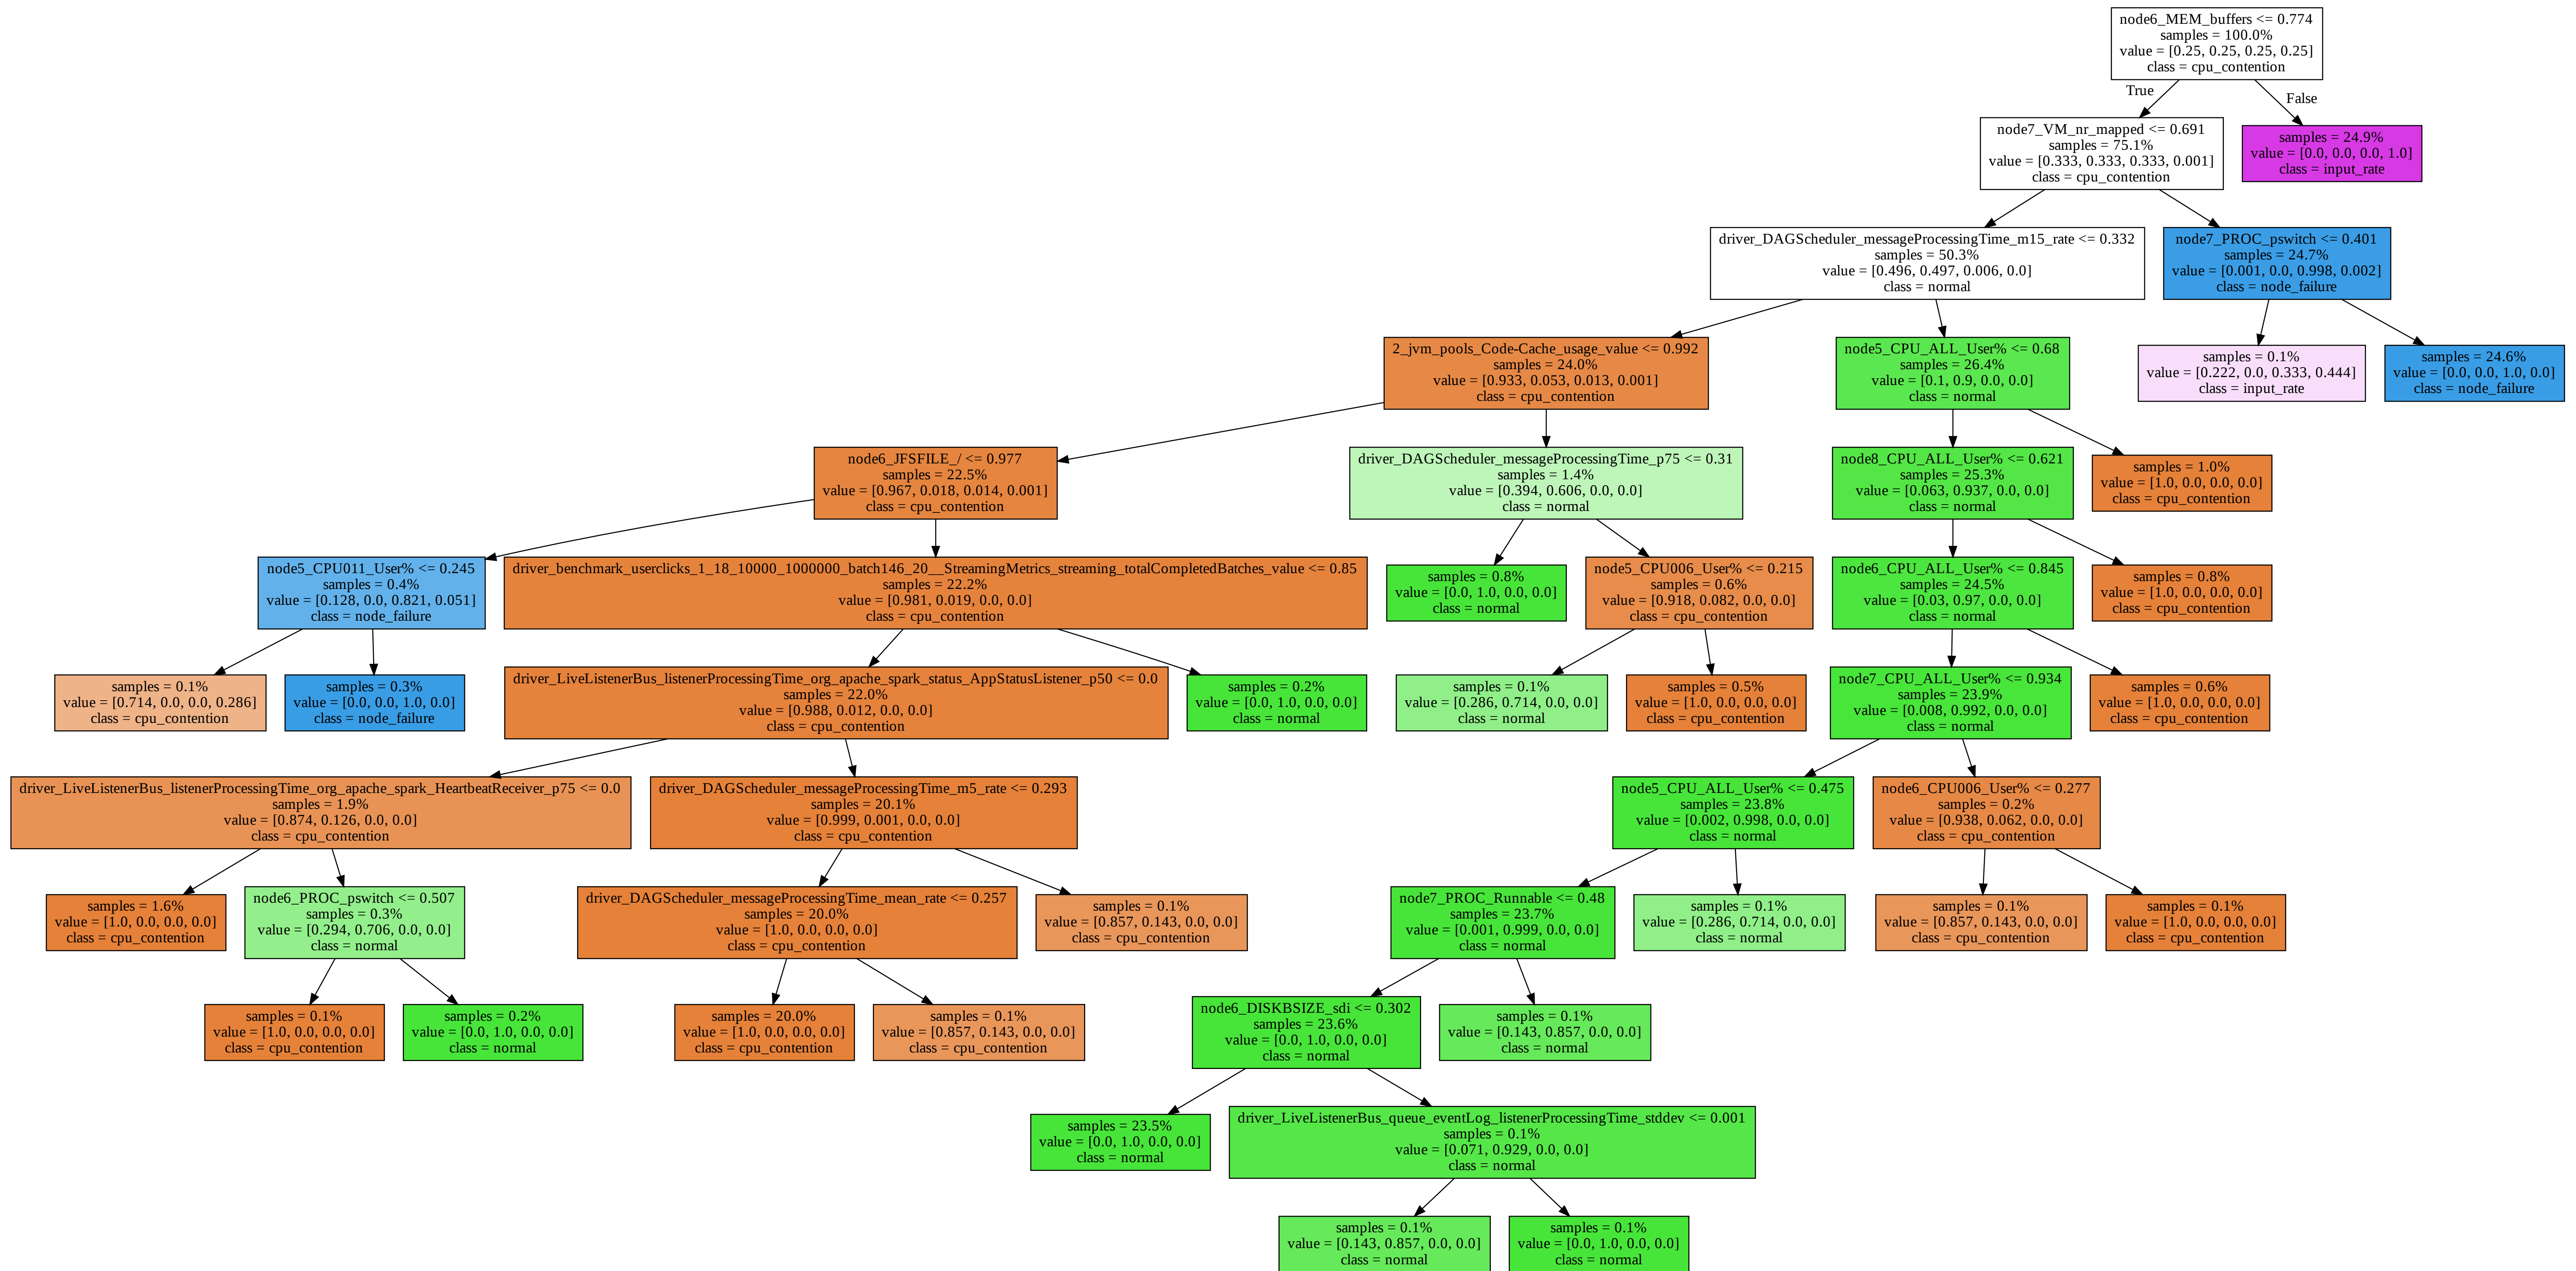 node6_MEM_buffers <= 0.774
samples = 100.0%
value = [0.25, 0.25, 0.25, 0.25]
class = cpu_contention
True
False
node7_VM_nr_mapped <= 0.691
samples = 75.1%
value = [0.333, 0.333, 0.333, 0.001]
class = cpu_contention
samples = 24.9%
value = [0.0, 0.0, 0.0, 1.0]
class = input_rate
driver_DAGScheduler_messageProcessingTime_m15_rate <= 0.332
samples = 50.3%
value = [0.496, 0.497, 0.006, 0.0]
class = normal
node7_PROC_pswitch <= 0.401
samples = 24.7%
value = [0.001, 0.0, 0.998, 0.002]
class = node_failure
2_jvm_pools_Code-Cache_usage_value <= 0.992
samples = 24.0%
value = [0.933, 0.053, 0.013, 0.001]
class = cpu_contention
node5_CPU_ALL_User% <= 0.68
samples = 26.4%
value = [0.1, 0.9, 0.0, 0.0]
class = normal
samples = 0.1%
value = [0.222, 0.0, 0.333, 0.444]
class = input_rate
samples = 24.6%
value = [0.0, 0.0, 1.0, 0.0]
class = node_failure
node6_JFSFILE_/ <= 0.977
samples = 22.5%
value = [0.967, 0.018, 0.014, 0.001]
class = cpu_contention
driver_DAGScheduler_messageProcessingTime_p75 <= 0.31
samples = 1.4%
value = [0.394, 0.606, 0.0, 0.0]
class = normal
node8_CPU_ALL_User% <= 0.621
samples = 25.3%
value = [0.063, 0.937, 0.0, 0.0]
class = normal
samples = 1.0%
value = [1.0, 0.0, 0.0, 0.0]
class = cpu_contention
node5_CPU011_User% <= 0.245
samples = 0.4%
value = [0.128, 0.0, 0.821, 0.051]
class = node_failure
driver_benchmark_userclicks_1_18_10000_1000000_batch146_20__StreamingMetrics_streaming_totalCompletedBatches_value <= 0.85
samples = 22.2%
value = [0.981, 0.019, 0.0, 0.0]
class = cpu_contention
samples = 0.8%
value = [0.0, 1.0, 0.0, 0.0]
class = normal
node5_CPU006_User% <= 0.215
samples = 0.6%
value = [0.918, 0.082, 0.0, 0.0]
class = cpu_contention
node6_CPU_ALL_User% <= 0.845
samples = 24.5%
value = [0.03, 0.97, 0.0, 0.0]
class = normal
samples = 0.8%
value = [1.0, 0.0, 0.0, 0.0]
class = cpu_contention
samples = 0.1%
value = [0.714, 0.0, 0.0, 0.286]
class = cpu_contention
samples = 0.3%
value = [0.0, 0.0, 1.0, 0.0]
class = node_failure
driver_LiveListenerBus_listenerProcessingTime_org_apache_spark_status_AppStatusListener_p50 <= 0.0
samples = 22.0%
value = [0.988, 0.012, 0.0, 0.0]
class = cpu_contention
samples = 0.2%
value = [0.0, 1.0, 0.0, 0.0]
class = normal
samples = 0.1%
value = [0.286, 0.714, 0.0, 0.0]
class = normal
samples = 0.5%
value = [1.0, 0.0, 0.0, 0.0]
class = cpu_contention
node7_CPU_ALL_User% <= 0.934
samples = 23.9%
value = [0.008, 0.992, 0.0, 0.0]
class = normal
samples = 0.6%
value = [1.0, 0.0, 0.0, 0.0]
class = cpu_contention
driver_LiveListenerBus_listenerProcessingTime_org_apache_spark_HeartbeatReceiver_p75 <= 0.0
samples = 1.9%
value = [0.874, 0.126, 0.0, 0.0]
class = cpu_contention
driver_DAGScheduler_messageProcessingTime_m5_rate <= 0.293
samples = 20.1%
value = [0.999, 0.001, 0.0, 0.0]
class = cpu_contention
node5_CPU_ALL_User% <= 0.475
samples = 23.8%
value = [0.002, 0.998, 0.0, 0.0]
class = normal
node6_CPU006_User% <= 0.277
samples = 0.2%
value = [0.938, 0.062, 0.0, 0.0]
class = cpu_contention
samples = 1.6%
value = [1.0, 0.0, 0.0, 0.0]
class = cpu_contention
node6_PROC_pswitch <= 0.507
samples = 0.3%
value = [0.294, 0.706, 0.0, 0.0]
class = normal
driver_DAGScheduler_messageProcessingTime_mean_rate <= 0.257
samples = 20.0%
value = [1.0, 0.0, 0.0, 0.0]
class = cpu_contention
samples = 0.1%
value = [0.857, 0.143, 0.0, 0.0]
class = cpu_contention
node7_PROC_Runnable <= 0.48
samples = 23.7%
value = [0.001, 0.999, 0.0, 0.0]
class = normal
samples = 0.1%
value = [0.286, 0.714, 0.0, 0.0]
class = normal
samples = 0.1%
value = [0.857, 0.143, 0.0, 0.0]
class = cpu_contention
samples = 0.1%
value = [1.0, 0.0, 0.0, 0.0]
class = cpu_contention
samples = 0.1%
value = [1.0, 0.0, 0.0, 0.0]
class = cpu_contention
samples = 0.2%
value = [0.0, 1.0, 0.0, 0.0]
class = normal
samples = 20.0%
value = [1.0, 0.0, 0.0, 0.0]
class = cpu_contention
samples = 0.1%
value = [0.857, 0.143, 0.0, 0.0]
class = cpu_contention
node6_DISKBSIZE_sdi <= 0.302
samples = 23.6%
value = [0.0, 1.0, 0.0, 0.0]
class = normal
samples = 0.1%
value = [0.143, 0.857, 0.0, 0.0]
class = normal
samples = 23.5%
value = [0.0, 1.0, 0.0, 0.0]
class = normal
driver_LiveListenerBus_queue_eventLog_listenerProcessingTime_stddev <= 0.001
samples = 0.1%
value = [0.071, 0.929, 0.0, 0.0]
class = normal
samples = 0.1%
value = [0.143, 0.857, 0.0, 0.0]
class = normal
samples = 0.1%
value = [0.0, 1.0, 0.0, 0.0]
class = normal